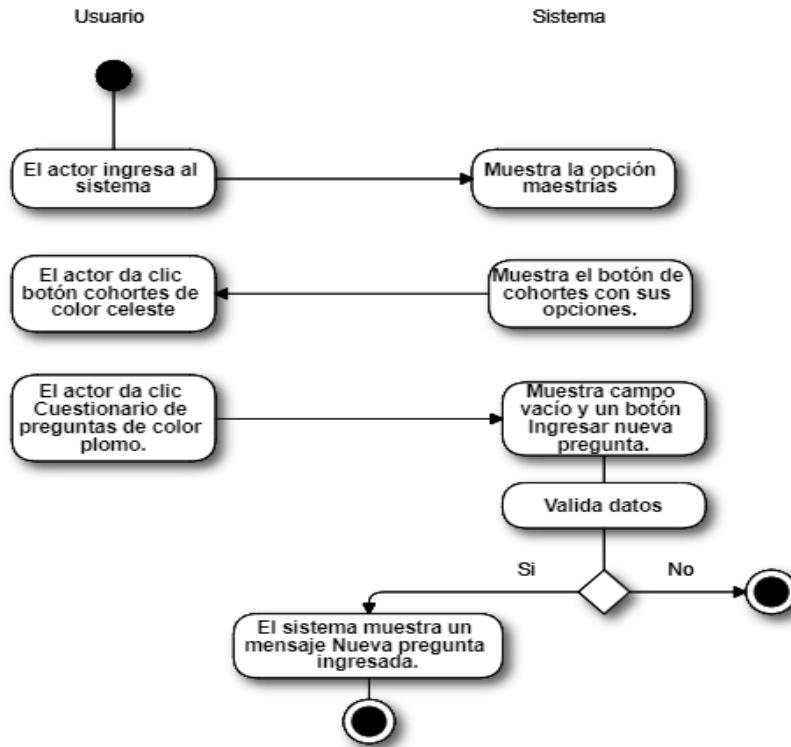 Usuario
Sistema
El actor ingresa al
sistema
Muestra la opción
maestrías
El actor da clic
botón cohortes de
color celeste
Muestra el botón de
cohortes con sus
opciones.
El actor da clic
Cuestionario de
preguntas de color
plomo.
Muestra campo
vacío y un botón
Ingresar nueva
pregunta.
Valida datos
Si
No
El sistema muestra un
mensaje Nueva pregunta
ingresada.